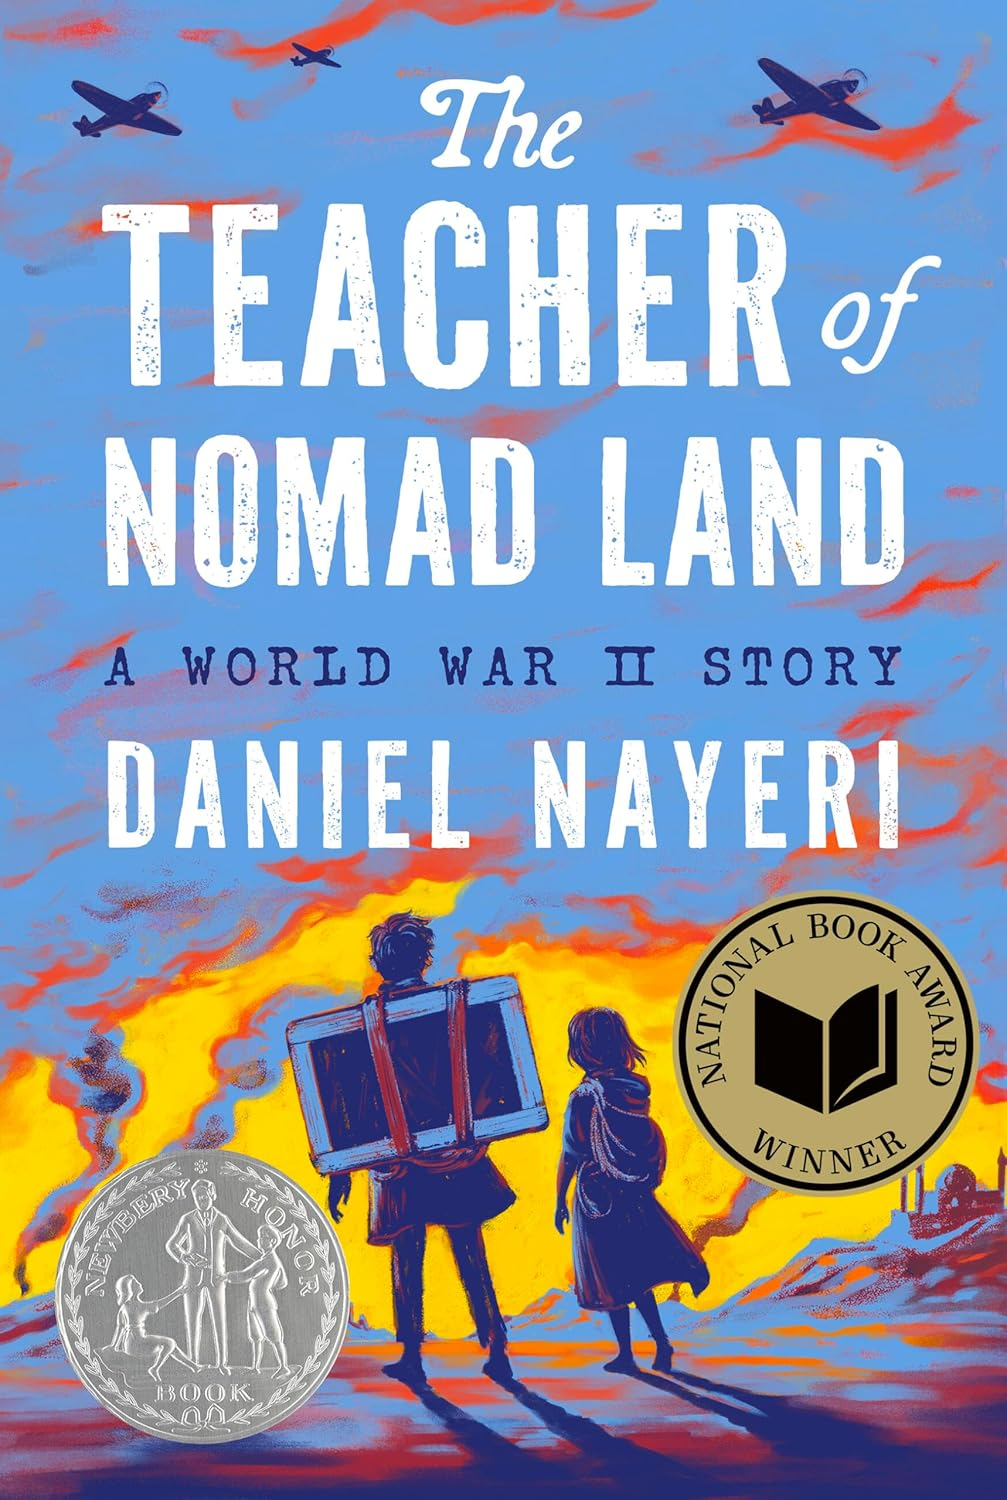 The
TEACHER of
NOMAD LAND
A WORLD WAR II STORY
DANIEL NAYERI
NATIONAL BOOK AWARD
WINNER
NEWBERY HONOR
BOOK